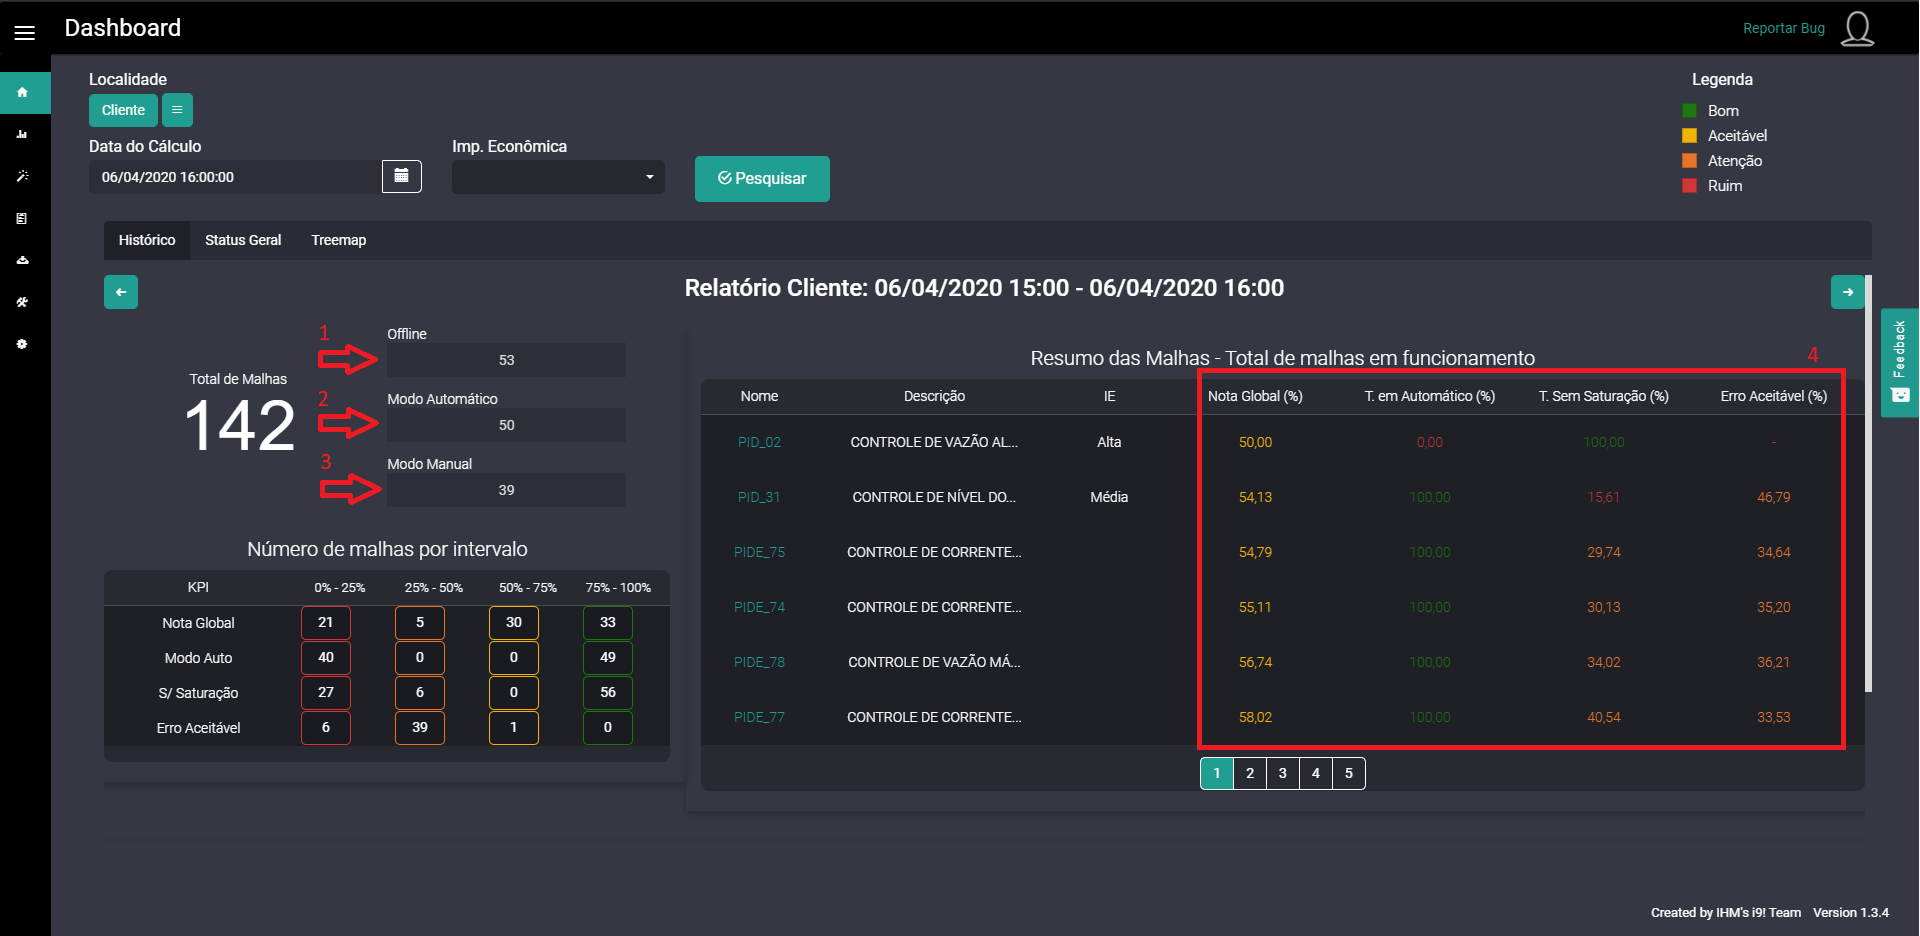 Dashboard
Reportar Bug
Localidade
Cliente
Data do Cálculo
06/04/2020 16:00:00
Imp. Econômica
Pesquisar
Legenda
Bom
Aceitável
Atenção
Ruim
Histórico Status Geral Treemap
Relatório Cliente: 06/04/2020 15:00 - 06/04/2020 16:00
Total de Malhas
142
1
Offline
53
2
Modo Automático
50
3
Modo Manual
39
Número de malhas por intervalo
KPI 0% - 25% 25% - 50% 50% - 75% 75% - 100%
Nota Global 21 5 30 33
Modo Auto 40 0 0 49
S/ Saturação 27 6 0 56
Erro Aceitável 6 39 1 0
Resumo das Malhas - Total de malhas em funcionamento
4
Nome Descrição IE Nota Global (%) T. em Automático (%) T. Sem Saturação (%) Erro Aceitável (%)
PID_02 CONTROLE DE VAZÃO AL... Alta 50,00 0,00 100,00 -
PID_31 CONTROLE DE NÍVEL DO... Média 54,13 100,00 15,61 46,79
PIDE_75 CONTROLE DE CORRENTE... 54,79 100,00 29,74 34,64
PIDE_74 CONTROLE DE CORRENTE... 55,11 100,00 30,13 35,20
PIDE_78 CONTROLE DE VAZÃO MÁ... 56,74 100,00 34,02 36,21
PIDE_77 CONTROLE DE CORRENTE... 58,02 100,00 40,54 33,53
1 2 3 4 5
Feedback
Created by IHM's i9! Team Version 1.3.4